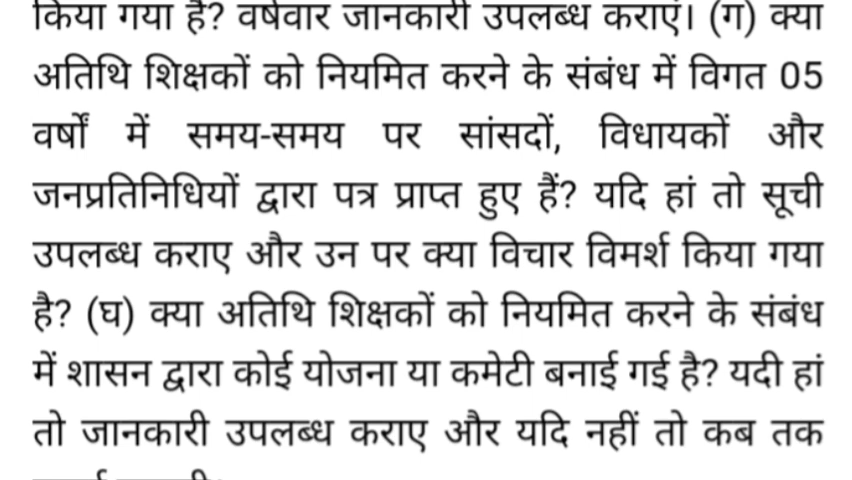 किया गया है? वर्षवार जानकारी उपलब्ध कराएं। (ग) क्या
अतिथि शिक्षकों को नियमित करने के संबंध में विगत 05
वर्षों में समय-समय पर सांसदों, विधायकों और
जनप्रतिनिधियों द्वारा पत्र प्राप्त हुए हैं? यदि हां तो सूची
उपलब्ध कराए और उन पर क्या विचार विमर्श किया गया
है? (घ) क्या अतिथि शिक्षकों को नियमित करने के संबंध
में शासन द्वारा कोई योजना या कमेटी बनाई गई है? यदी हां
तो जानकारी उपलब्ध कराए और यदि नहीं तो कब तक